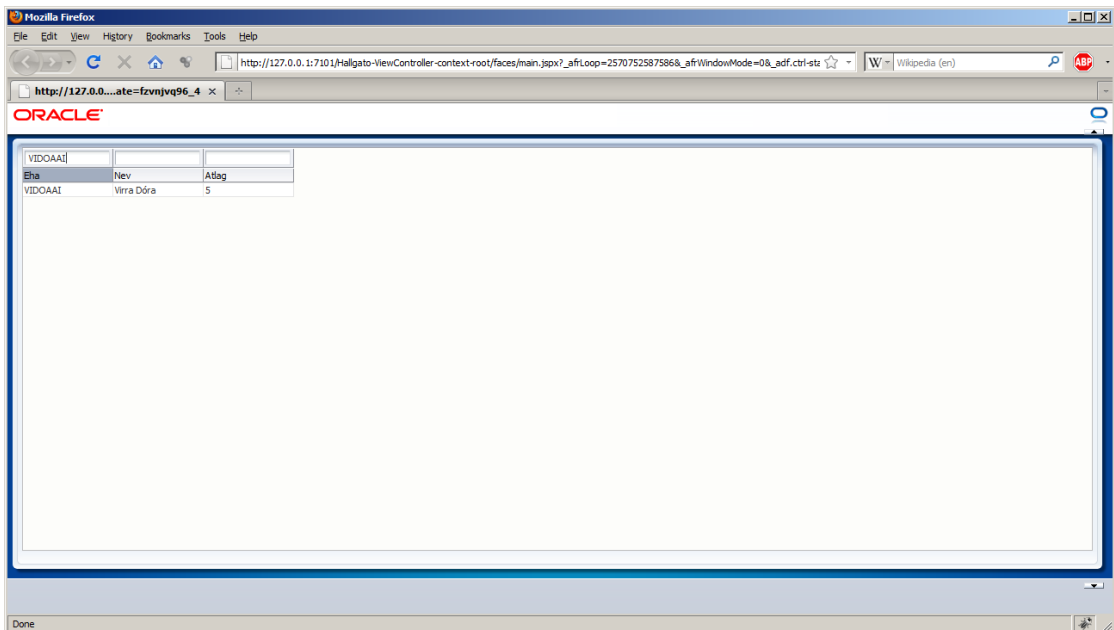 Mozilla Firefox
File Edit View History Bookmarks Tools Help
http://127.0.0.1:7101/Hallgato-ViewController-context-root/faces/main.jspx?_afrLoop=2570752587586&_afrWindowMode=0&_adf.ctrl-sta W Wikipedia (en) ABP
http://127.0.0....ate=fzvnjvq96_4
ORACLE
VIDOAAI
Eha Nev Atlag
VIDOAAI Virra Dóra 5
Done